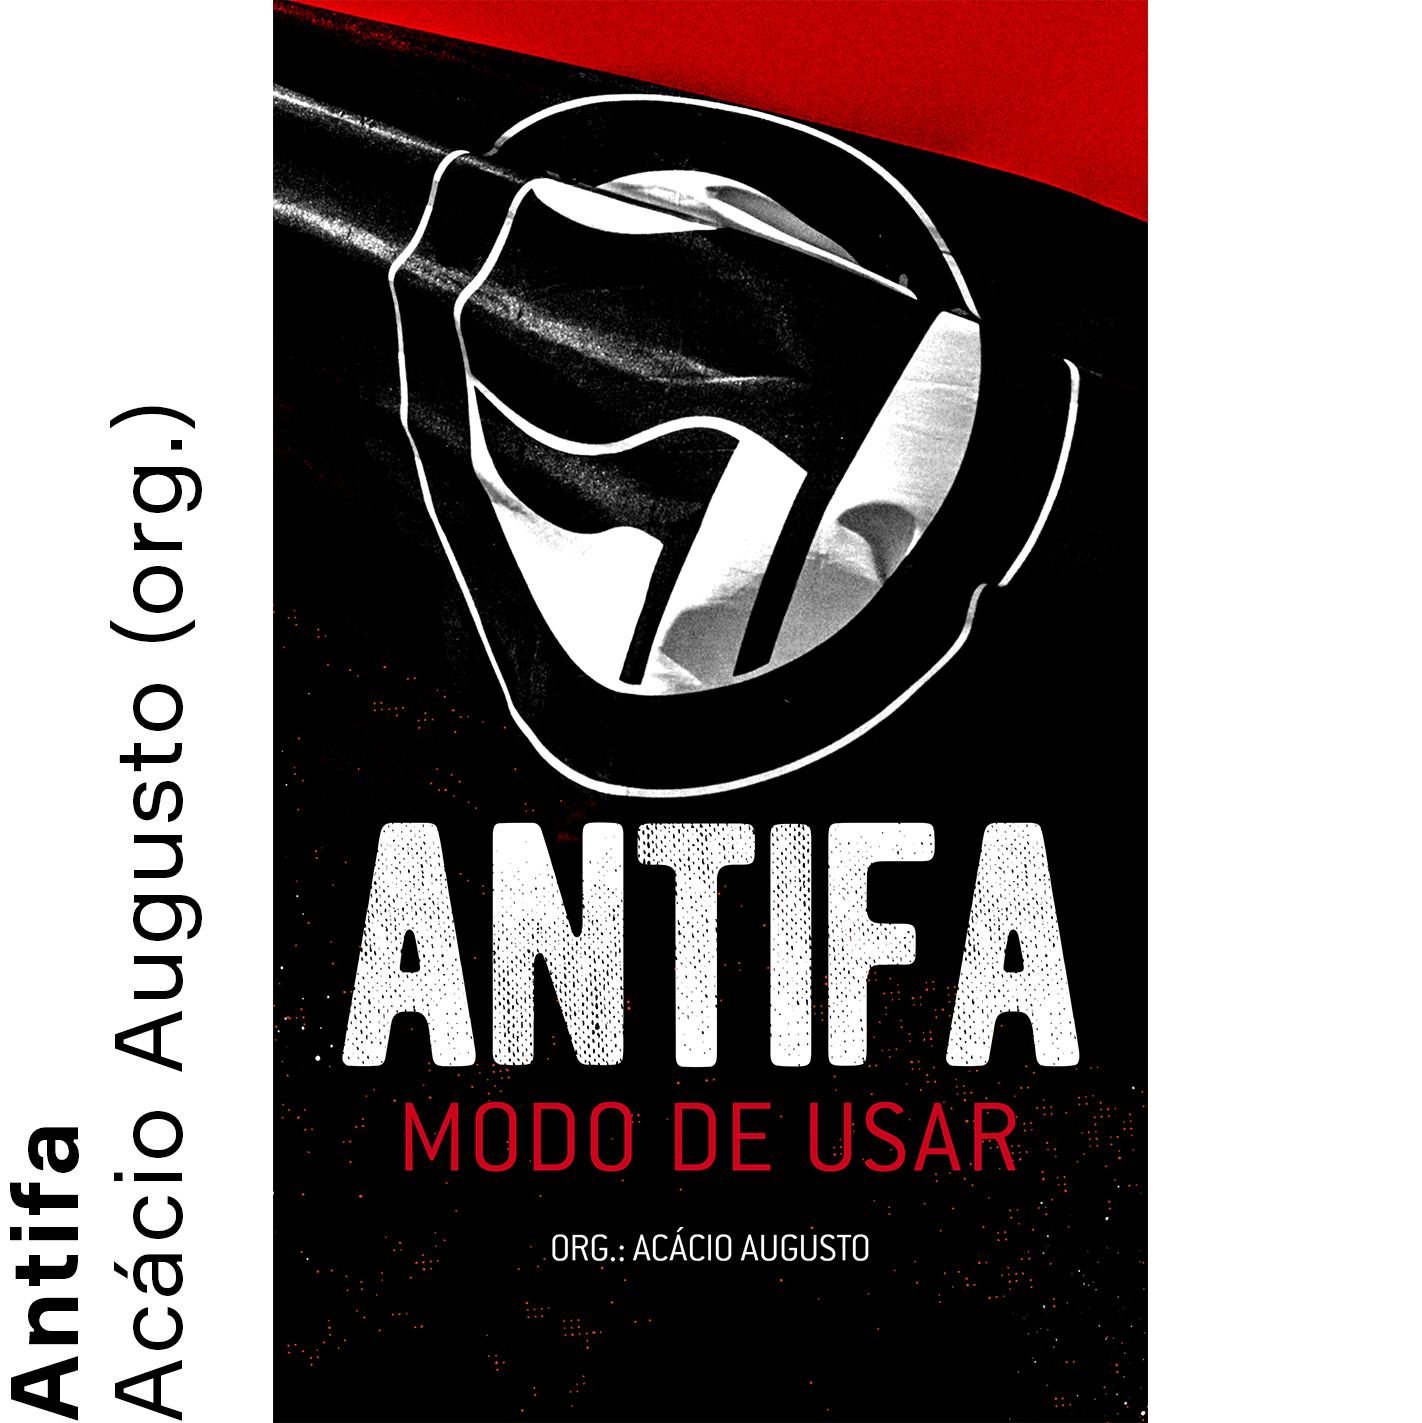 Antifa
Acácio Augusto (org.)
ANTIFA
MODO DE USAR
ORG.: ACÁCIO AUGUSTO